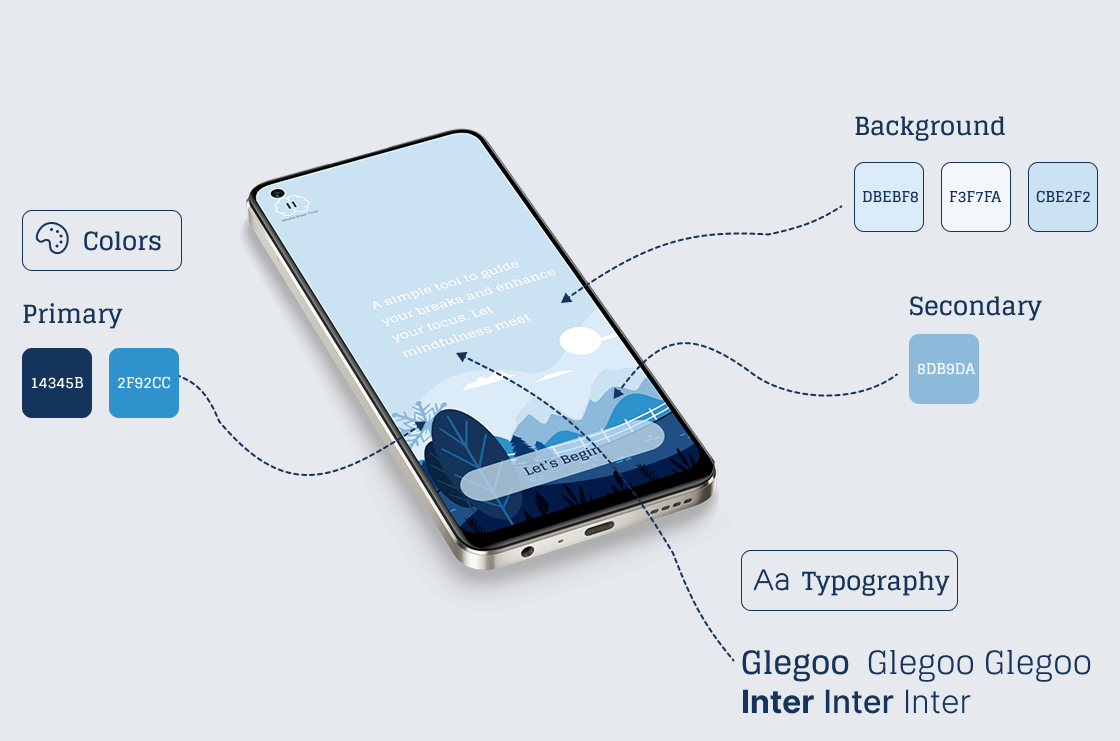 Background
DBEBF8 F3F7FA CBE2F2
Colors
Primary
14345B 2F92CC
Secondary
8DB9DA
A simple tool to guide
your breaks and enhance
your focus. Let
mindfulness meet
Let's Begin
Aa Typography
Glegoo Glegoo Glegoo
Inter Inter Inter